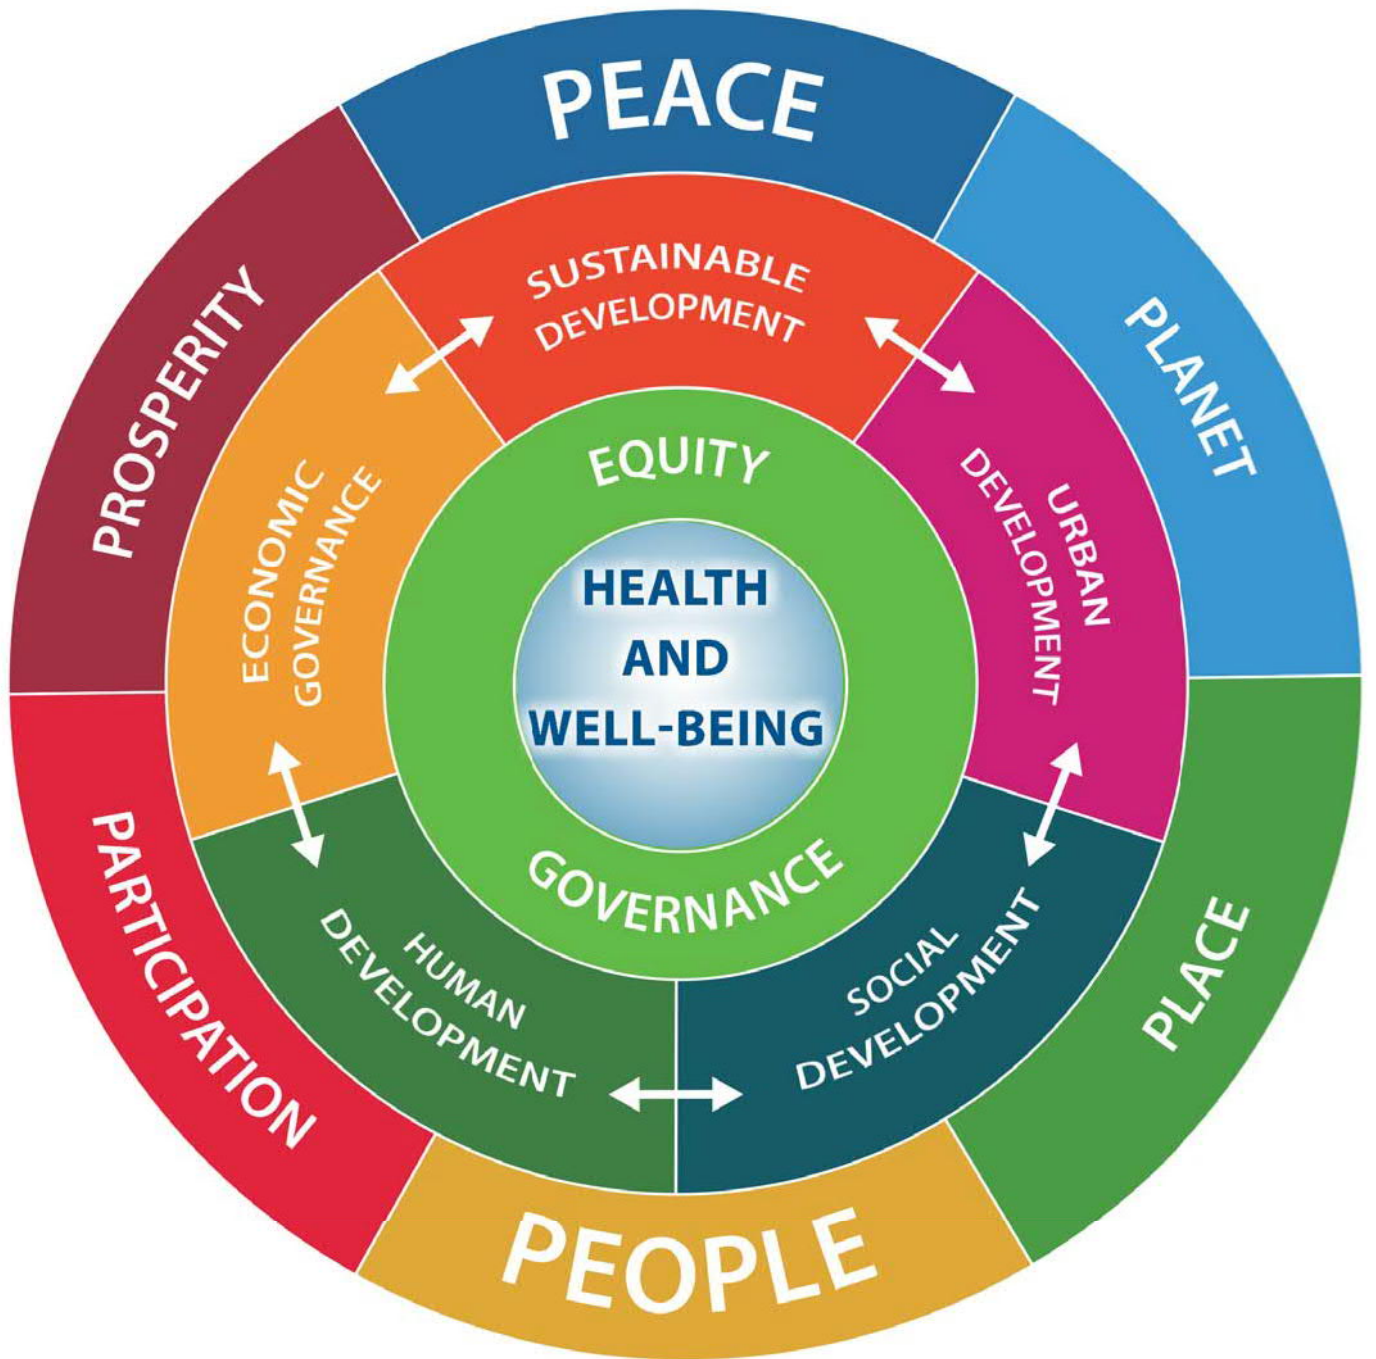 PEACE
PLANET
PLACE
PEOPLE
PARTICIPATION
PROSPERITY
SUSTAINABLE
DEVELOPMENT
URBAN
DEVELOPMENT
SOCIAL
DEVELOPMENT
HUMAN
DEVELOPMENT
ECONOMIC
GOVERNANCE
EQUITY
HEALTH
AND
WELL-BEING
GOVERNANCE